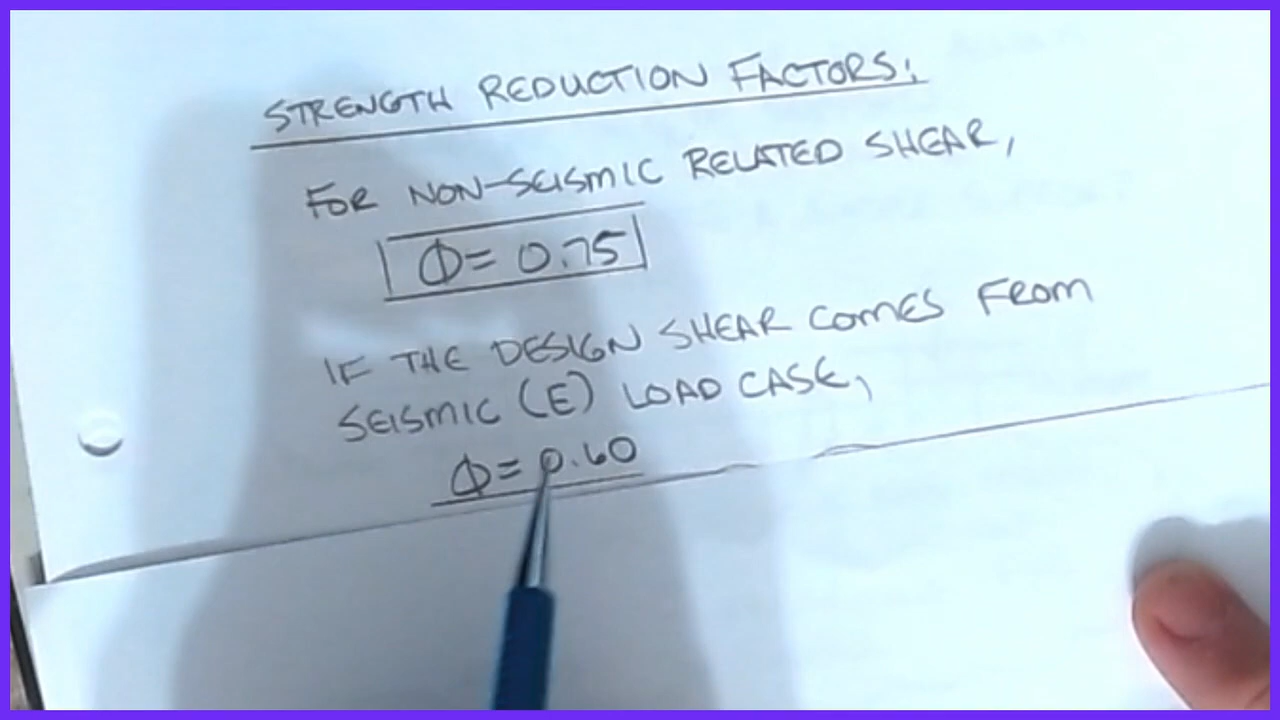 STRENGTH REDUCTION FACTORS:
FOR NON-SEISMIC RELATED SHEAR,
Φ = 0.75
IF THE DESIGN SHEAR COMES FROM
SEISMIC (E) LOAD CASE,
Φ = 0.60